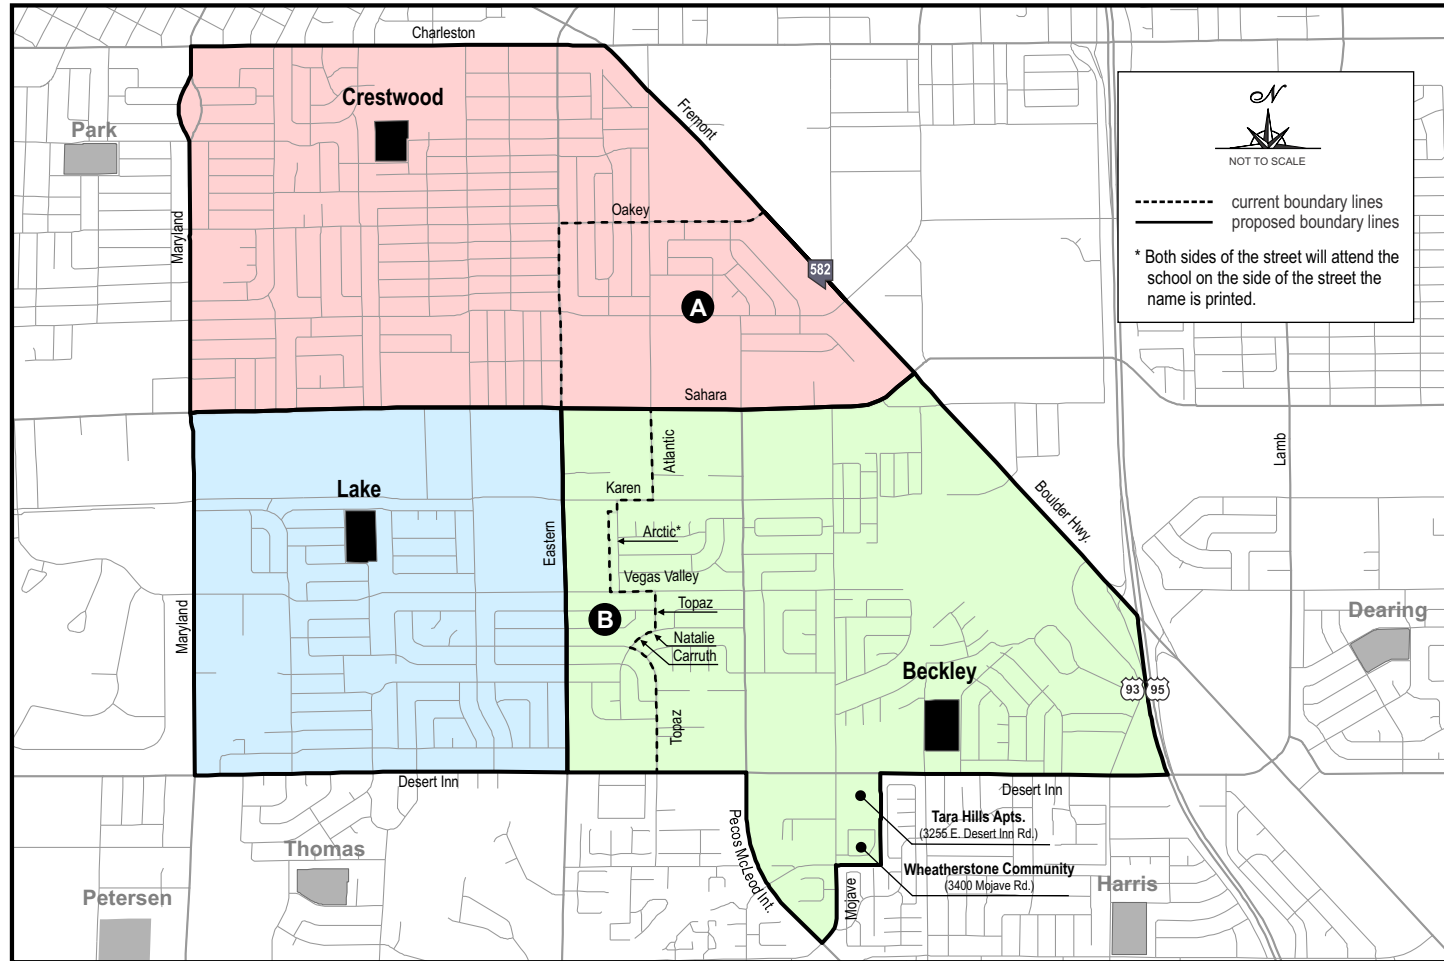 Charleston
Crestwood
Park
Fremont
N
NOT TO SCALE
current boundary lines
proposed boundary lines
* Both sides of the street will attend the
school on the side of the street the
name is printed.
Maryland
Oakey
582
A
Sahara
Atlantic
Lamb
Lake
Karen
Boulder Hwy.
Eastern
Arctic*
Vegas Valley
Topaz
B
Natalie
Carruth
Maryland
Dearing
Beckley
93
95
Topaz
Desert Inn
Desert Inn
Tara Hills Apts.
(3255 E. Desert Inn Rd.)
Pecos McLeod Int.
Thomas
Wheatherstone Community
(3400 Mojave Rd.)
Mojave
Harris
Petersen